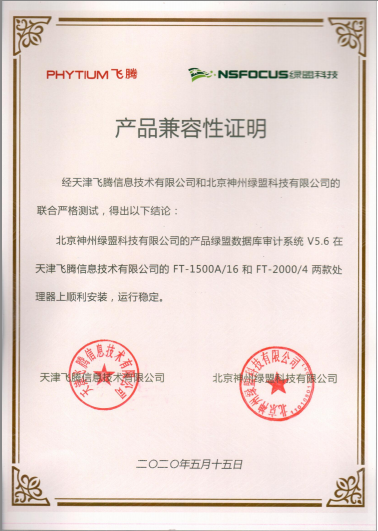 PHYTIUM飞腾
NSFOCUS绿盟科技
产品兼容性证明
经天津飞腾信息技术有限公司和北京神州绿盟科技有限公司的
联合严格测试，得出以下结论：
北京神州绿盟科技有限公司的产品绿盟数据库审计系统 V5.6 在
天津飞腾信息技术有限公司的 FT-1500A/16 和 FT-2000/4 两款处
理器上顺利安装，运行稳定。
天津飞腾信息技术有限公司
北京神州绿盟科技有限公司
二〇二〇年五月十五日